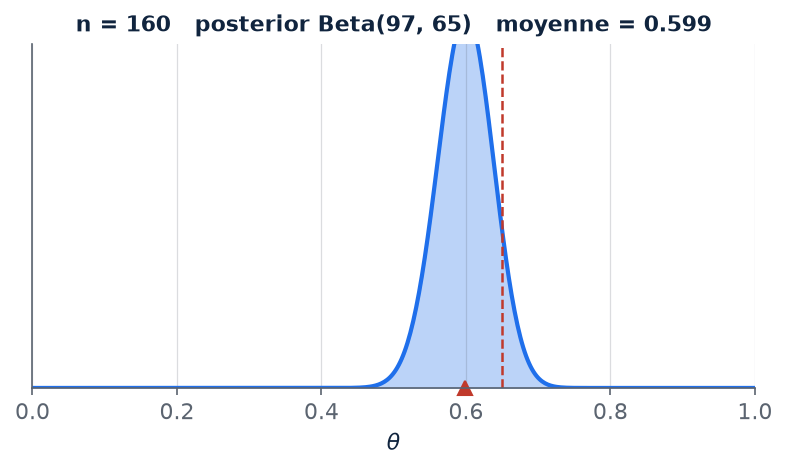 n = 160   posterior Beta(97, 65)   moyenne = 0.599
0.0 0.2 0.4 0.6 0.8 1.0
θ